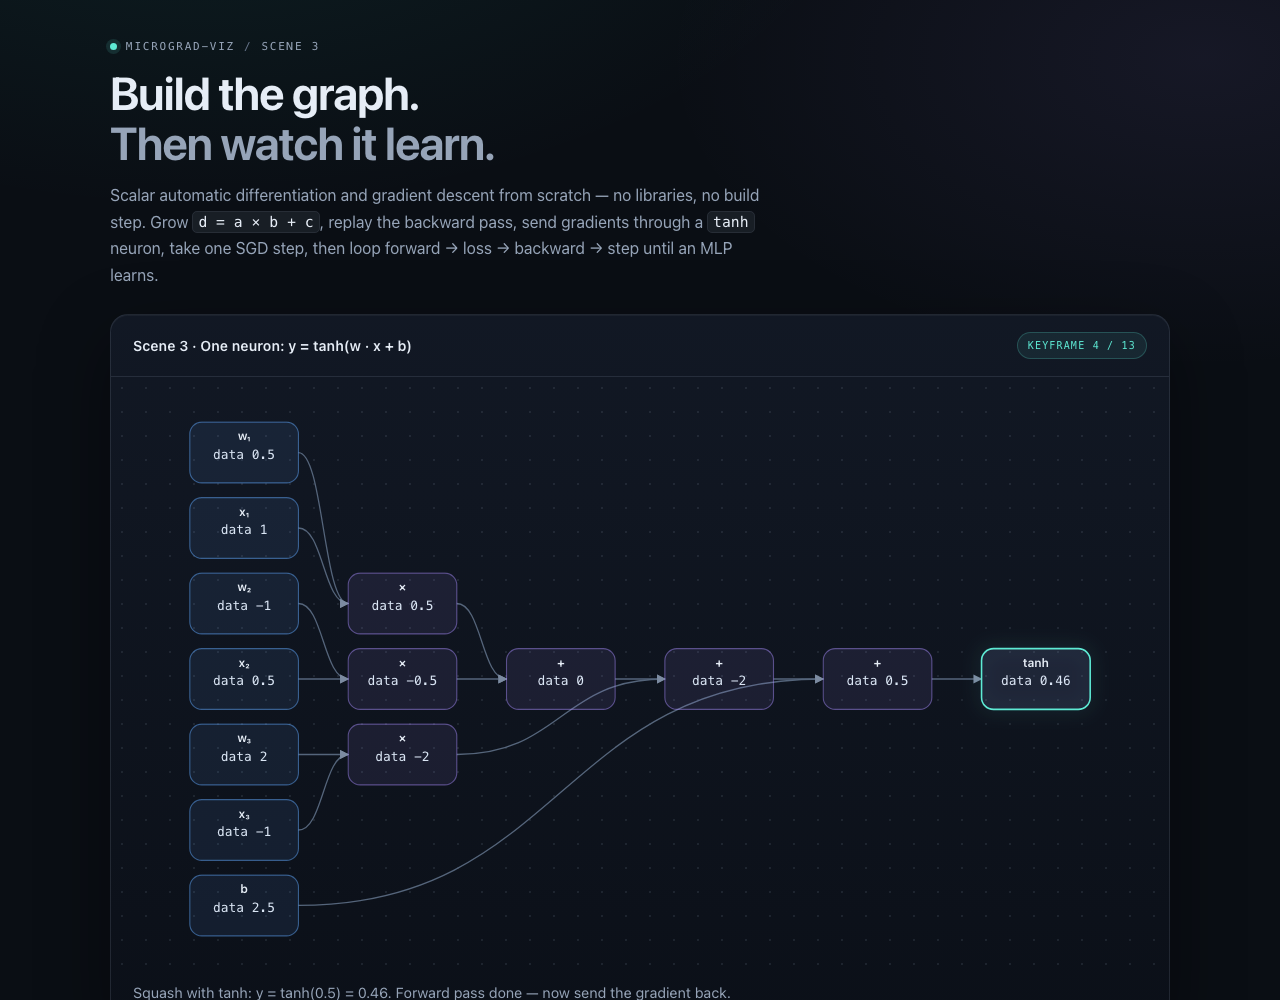 MICROGRAD-VIZ / SCENE 3
Build the graph.
Then watch it learn.
Scalar automatic differentiation and gradient descent from scratch — no libraries, no build
step. Grow d = a × b + c, replay the backward pass, send gradients through a tanh
neuron, take one SGD step, then loop forward → loss → backward → step until an MLP
learns.
Scene 3 · One neuron: y = tanh(w · x + b)
KEYFRAME 4 / 13
w₁
data 0.5
x₁
data 1
w₂
data −1
×
data 0.5
x₂
data 0.5
×
data −0.5
+
data 0
+
data −2
+
data 0.5
tanh
data 0.46
w₃
data 2
×
data −2
x₃
data −1
b
data 2.5
Squash with tanh: y = tanh(0.5) = 0.46. Forward pass done — now send the gradient back.